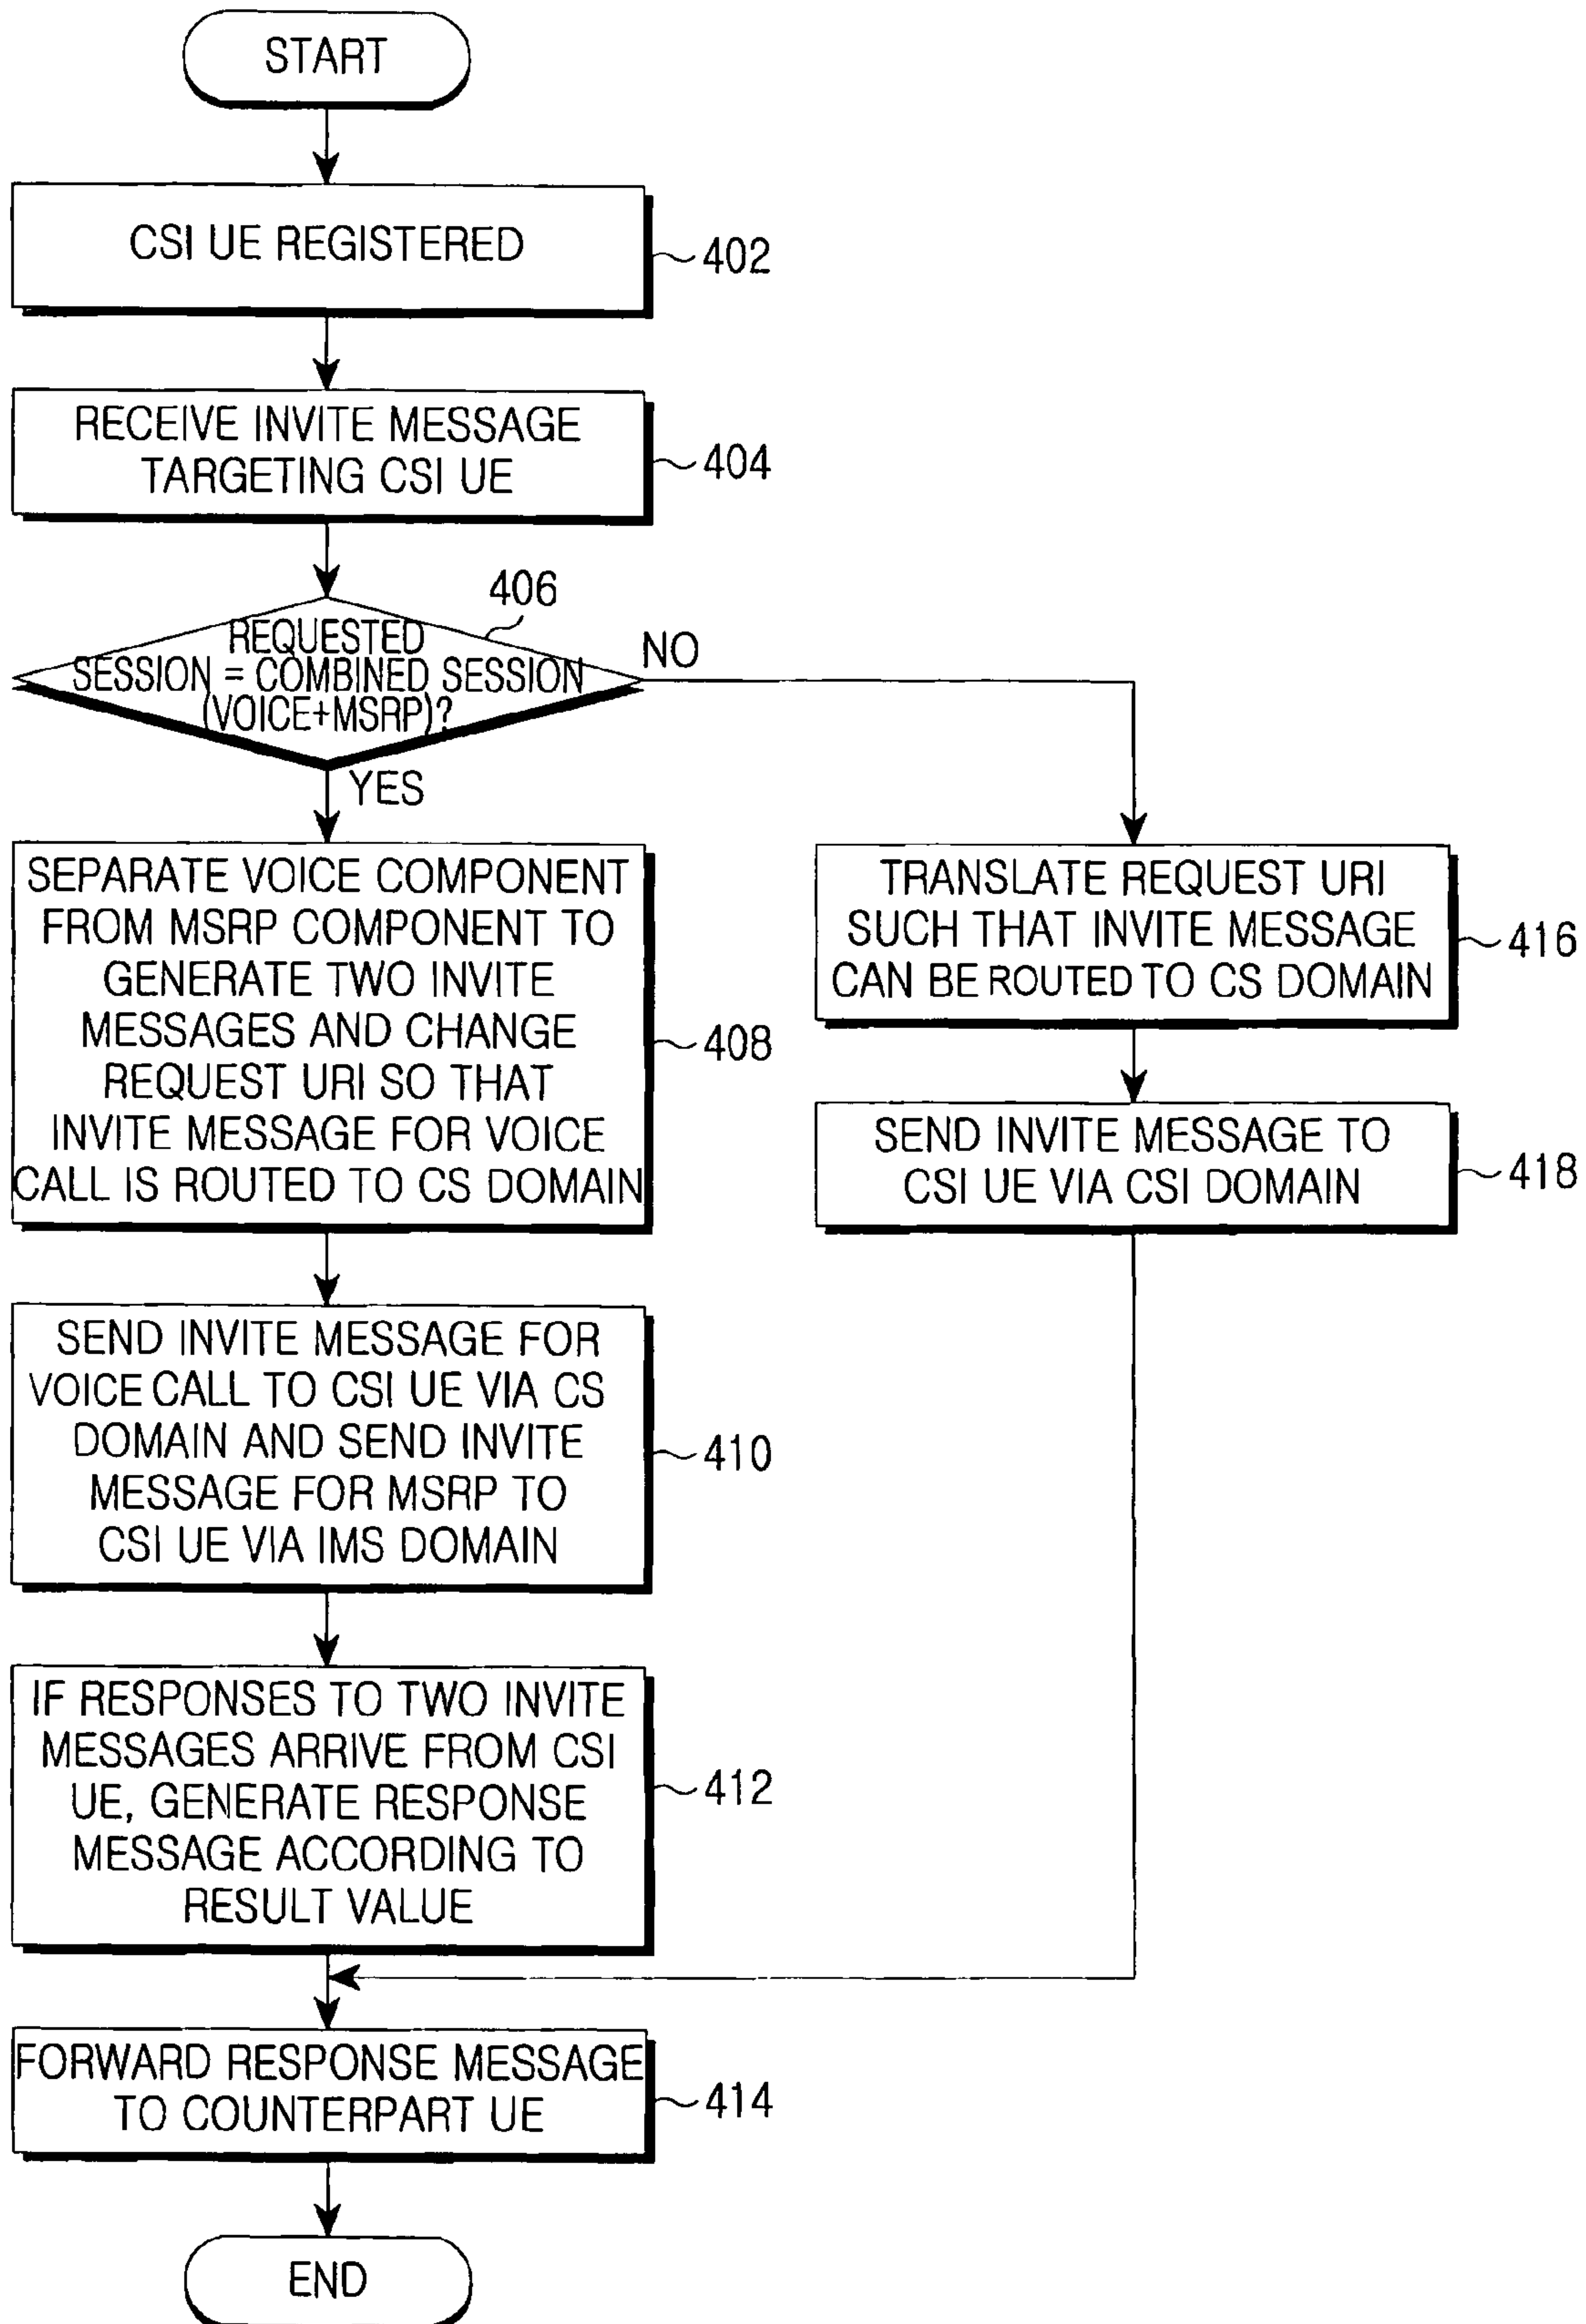 START
CSI UE REGISTERED
402
RECEIVE INVITE MESSAGE
TARGETING CSI UE
404
406
REQUESTED
SESSION = COMBINED SESSION
(VOICE+MSRP)?
NO
YES
SEPARATE VOICE COMPONENT
FROM MSRP COMPONENT TO
GENERATE TWO INVITE
MESSAGES AND CHANGE
REQUEST URI SO THAT
INVITE MESSAGE FOR VOICE
CALL IS ROUTED TO CS DOMAIN
408
TRANSLATE REQUEST URI
SUCH THAT INVITE MESSAGE
CAN BE ROUTED TO CS DOMAIN
416
SEND INVITE MESSAGE TO
CSI UE VIA CSI DOMAIN
418
SEND INVITE MESSAGE FOR
VOICE CALL TO CSI UE VIA CS
DOMAIN AND SEND INVITE
MESSAGE FOR MSRP TO
CSI UE VIA IMS DOMAIN
410
IF RESPONSES TO TWO INVITE
MESSAGES ARRIVE FROM CSI
UE, GENERATE RESPONSE
MESSAGE ACCORDING TO
RESULT VALUE
412
FORWARD RESPONSE MESSAGE
TO COUNTERPART UE
414
END